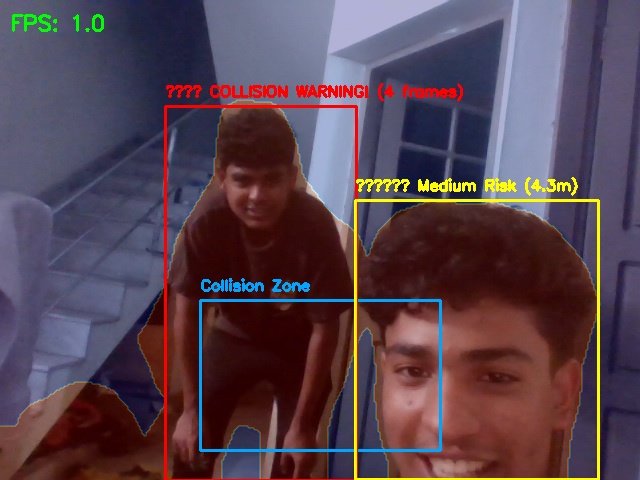 FPS: 1.0
???? COLLISION WARNING! (4 frames)
?????? Medium Risk (4.3m)
Collision Zone